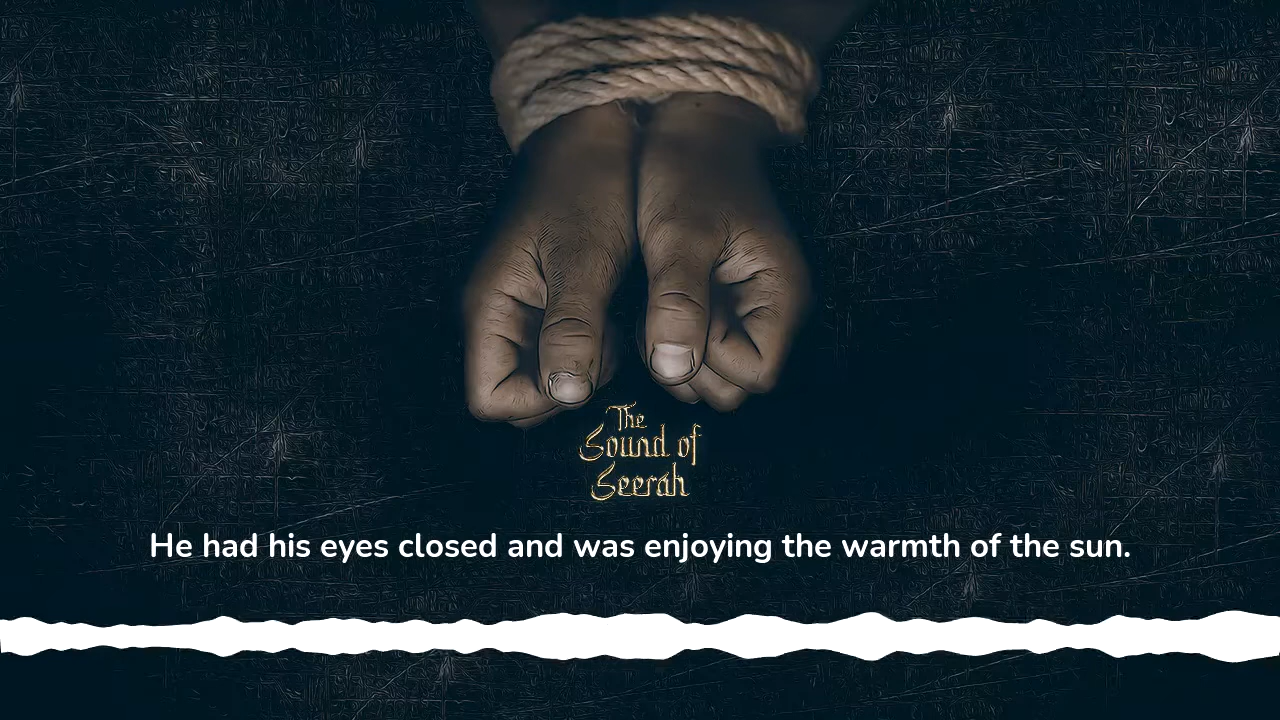 The
Sound of
Seerah
He had his eyes closed and was enjoying the warmth of the sun.